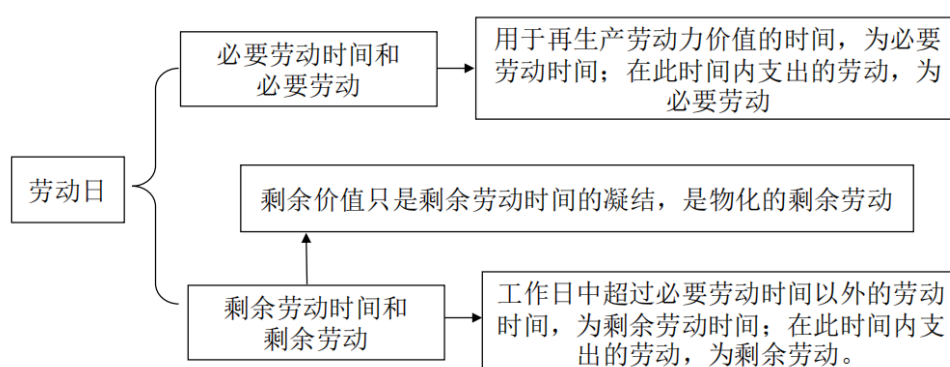 必要劳动时间和
必要劳动
用于再生产劳动力价值的时间，为必要
劳动时间；在此时间内支出的劳动，为
必要劳动
劳动日
剩余价值只是剩余劳动时间的凝结，是物化的剩余劳动
剩余劳动时间和
剩余劳动
工作日中超过必要劳动时间以外的劳动
时间，为剩余劳动时间；在此时间内支
出的劳动，为剩余劳动。